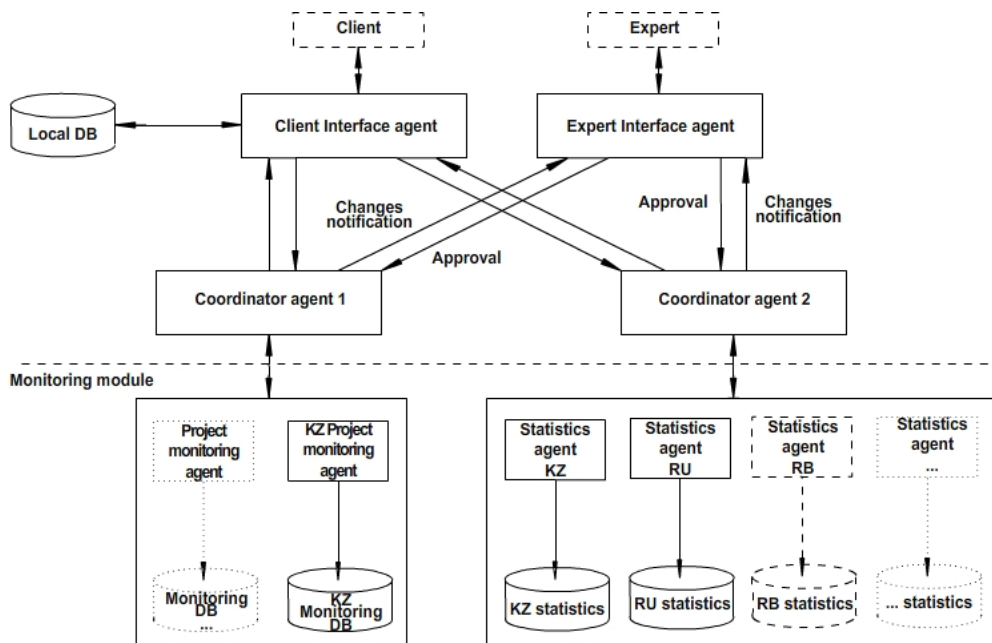 Client
Expert
Local DB
Client Interface agent
Expert Interface agent
Changes
notification
Approval
Approval
Changes
notification
Coordinator agent 1
Coordinator agent 2
Monitoring module
Project
monitoring
agent
KZ Project
monitoring
agent
Statistics
agent
KZ
Statistics
agent
RU
Statistics
agent
RB
Statistics
agent
...
Monitoring
DB
...
KZ
Monitoring
DB
KZ statistics
RU statistics
RB statistics
... statistics